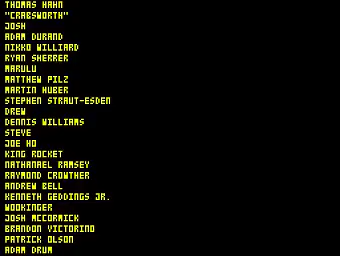 THOMAS HAHN
"CRABSWORTH"
JOSH
ADAM DURAND
NIKKO WILLIARD
RYAN SHERRER
MARULU
MATTHEW PILZ
MARTIN HUBER
STEPHEN STRAUT-ESDEN
DREW
DENNIS WILLIAMS
STEVE
JOE HO
KING ROCKET
NATHANAEL RAMSEY
RAYMOND CROWTHER
ANDREW BELL
KENNETH GEDDINGS JR.
WOOKINGER
JOSH MCCORMICK
BRANDON VICTORINO
PATRICK OLSON
ADAM DRUM